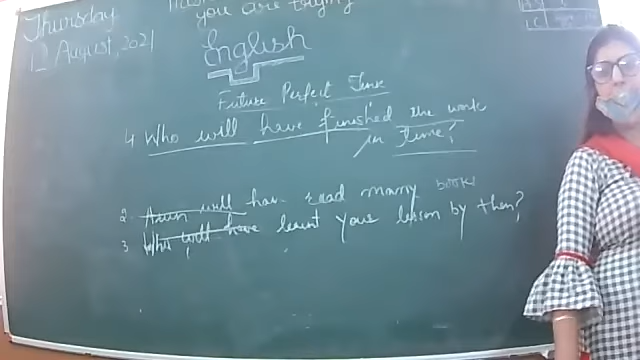 you are trying
Thursday
12 August, 2021
English
Future Perfect Tense
4 Who will have finished the work
in time?
2. Arun will have read many books
3 Who will have learnt your lesson by then?